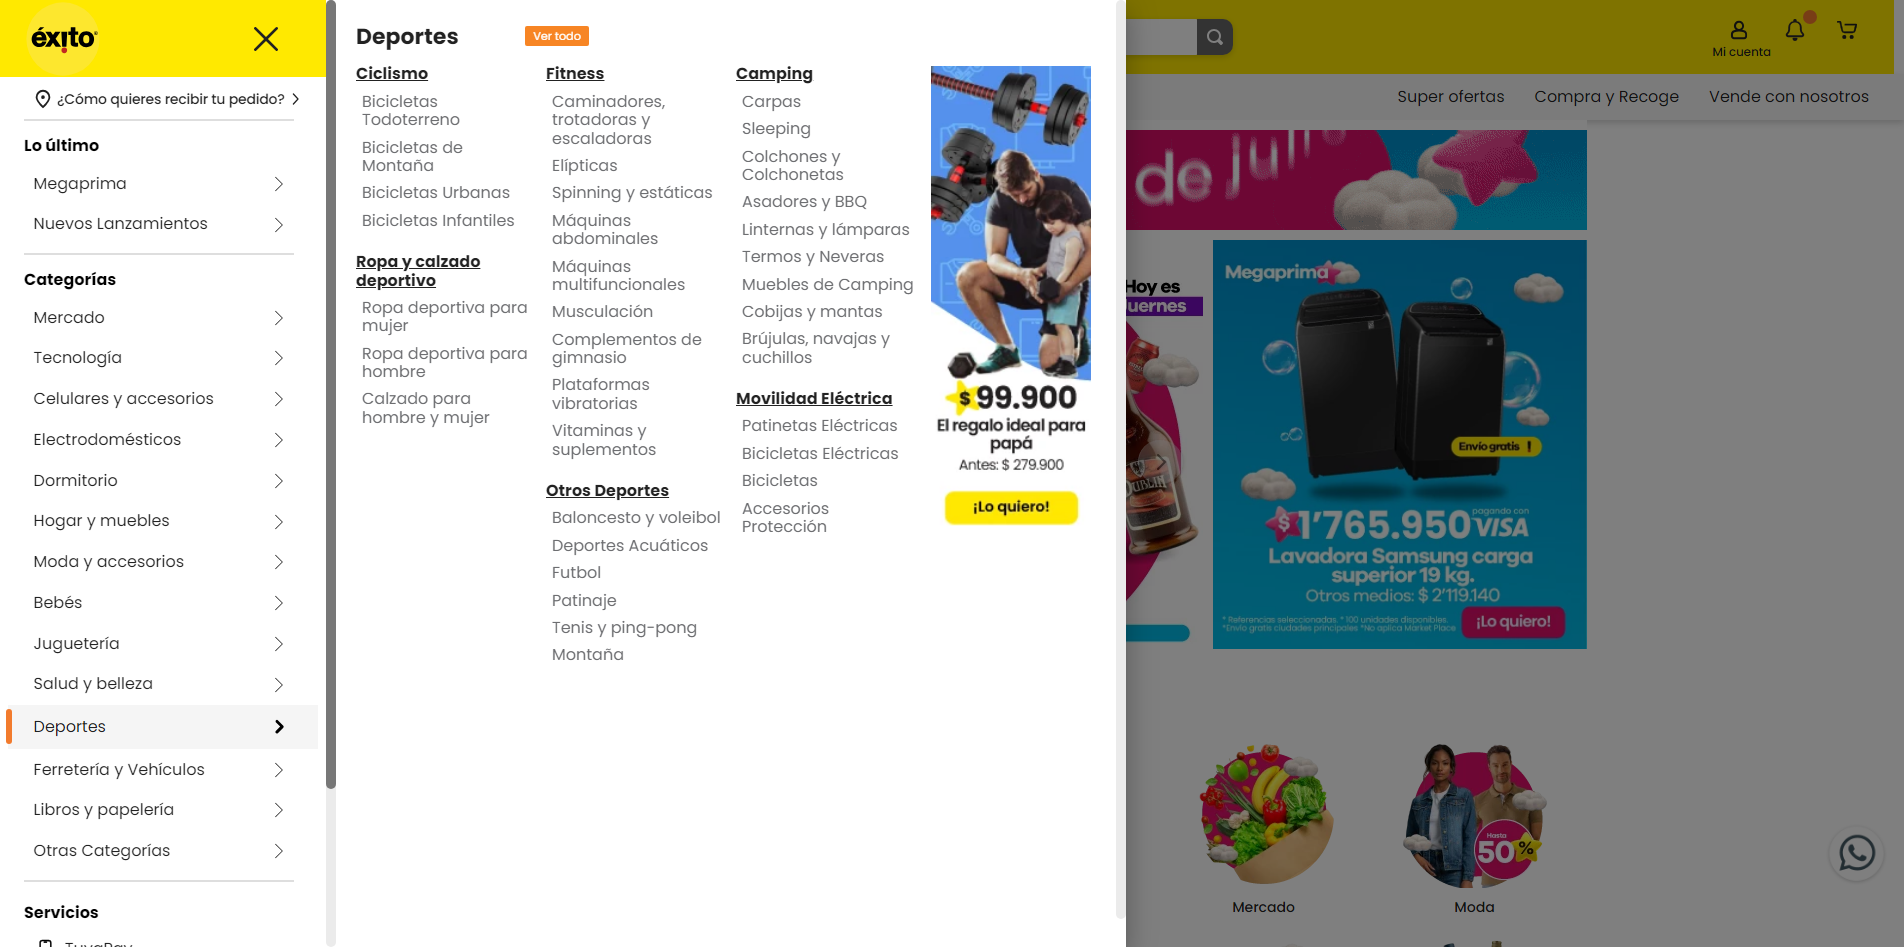 éxito
¿Cómo quieres recibir tu pedido?
Lo último
Megaprima
Nuevos Lanzamientos
Categorías
Mercado
Tecnología
Celulares y accesorios
Electrodomésticos
Dormitorio
Hogar y muebles
Moda y accesorios
Bebés
Juguetería
Salud y belleza
Deportes
Ferretería y Vehículos
Libros y papelería
Otras Categorías
Servicios
TuyaPay
Deportes
Ver todo
Ciclismo
Bicicletas
Todoterreno
Bicicletas de
Montaña
Bicicletas Urbanas
Bicicletas Infantiles
Ropa y calzado
deportivo
Ropa deportiva para
mujer
Ropa deportiva para
hombre
Calzado para
hombre y mujer
Fitness
Caminadores,
trotadoras y
escaladoras
Elípticas
Spinning y estáticas
Máquinas
abdominales
Máquinas
multifuncionales
Musculación
Complementos de
gimnasio
Plataformas
vibratorias
Vitaminas y
suplementos
Otros Deportes
Baloncesto y voleibol
Deportes Acuáticos
Futbol
Patinaje
Tenis y ping-pong
Montaña
Camping
Carpas
Sleeping
Colchones y
Colchonetas
Asadores y BBQ
Linternas y lámparas
Termos y Neveras
Muebles de Camping
Cobijas y mantas
Brújulas, navajas y
cuchillos
Movilidad Eléctrica
Patinetas Eléctricas
Bicicletas Eléctricas
Bicicletas
Accesorios
Protección
$ 99.900
El regalo ideal para
papá
Antes: $ 279.900
¡Lo quiero!
Mi cuenta
Super ofertas
Compra y Recoge
Vende con nosotros
de juli
Hoy es
uernes
DUBLIN
Megaprima
Envío gratis !
$ 1'765.950 pagando con VISA
Lavadora Samsung carga
superior 19 kg.
Otros medios: $ 2'119.140
* Referencias seleccionadas. * 100 unidades disponibles.
*Envío gratis ciudades principales *No aplica Market Place
¡Lo quiero!
Hasta
50%
Mercado
Moda